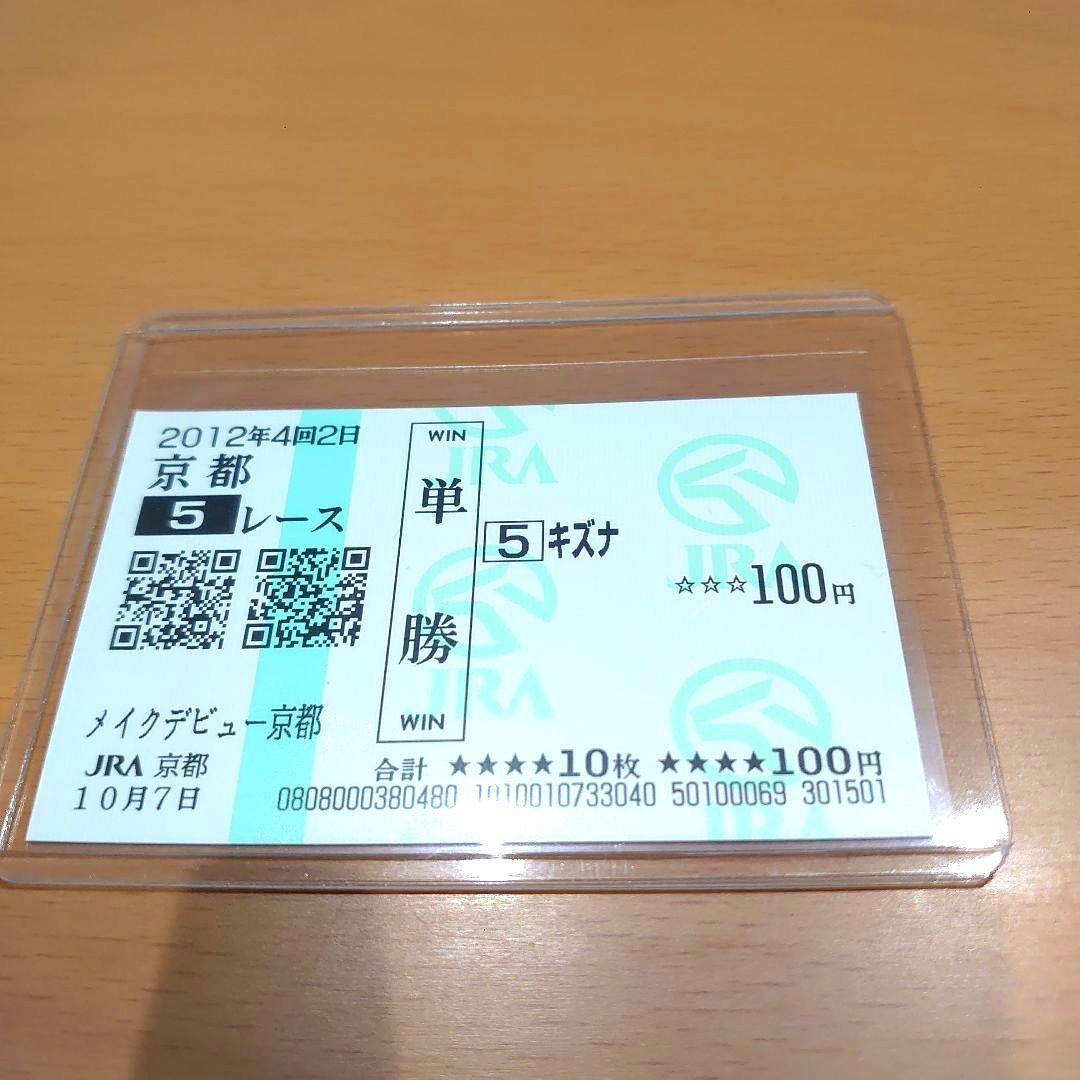 2012年4回2日
京都
5レース
メイクデビュー京都
JRA 京都
10月7日
WIN
単勝
WIN
5 キズナ
☆☆☆100円
合計 ★★★★10枚 ★★★★100円
0808000380480 1010010733040 50100069 301501
JRA
JRA
JRA